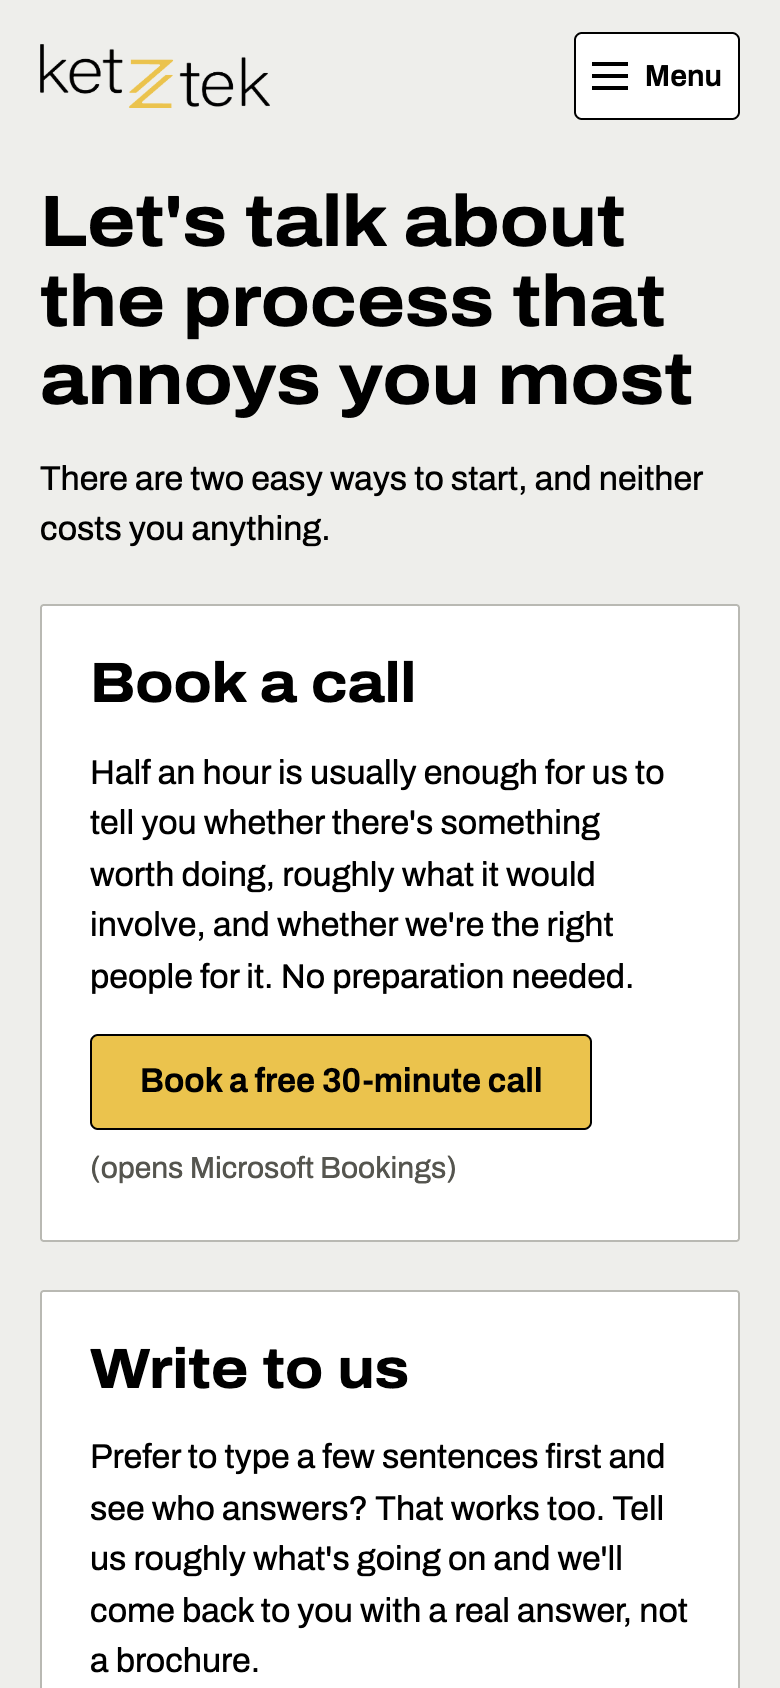 ketztek
Menu
Let's talk about
the process that
annoys you most
There are two easy ways to start, and neither
costs you anything.
Book a call
Half an hour is usually enough for us to
tell you whether there's something
worth doing, roughly what it would
involve, and whether we're the right
people for it. No preparation needed.
Book a free 30-minute call
(opens Microsoft Bookings)
Write to us
Prefer to type a few sentences first and
see who answers? That works too. Tell
us roughly what's going on and we'll
come back to you with a real answer, not
a brochure.